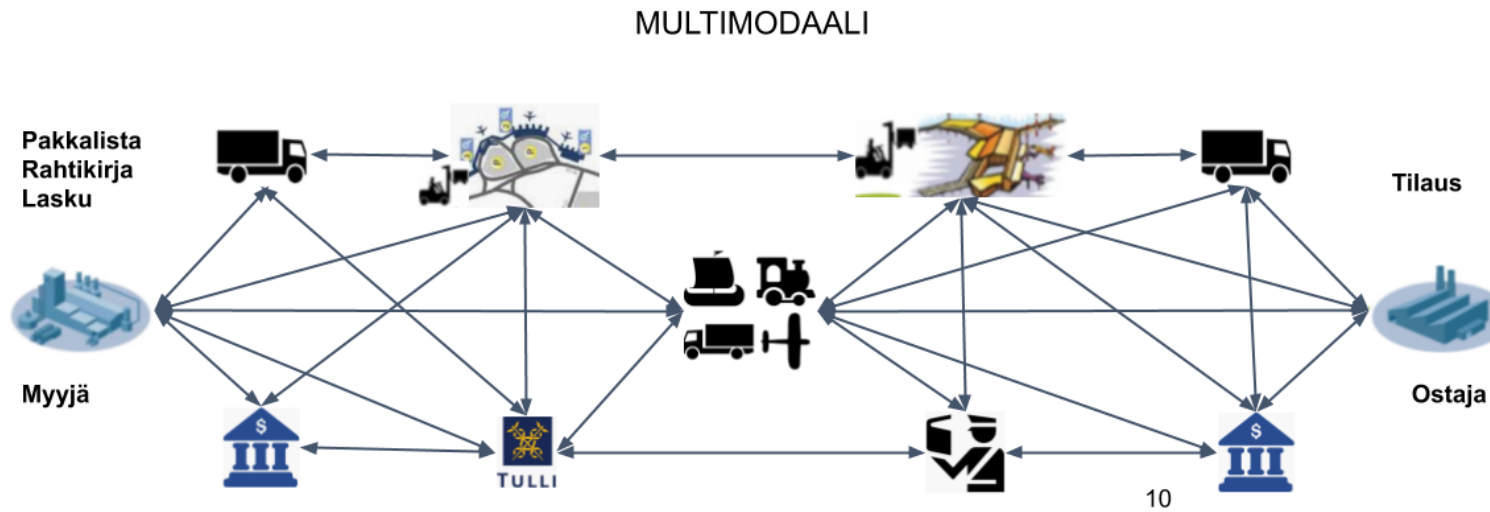 MULTIMODAALI
Pakkalista
Rahtikirja
Lasku
Tilaus
Myyjä
Ostaja
$
$
TULLI
10